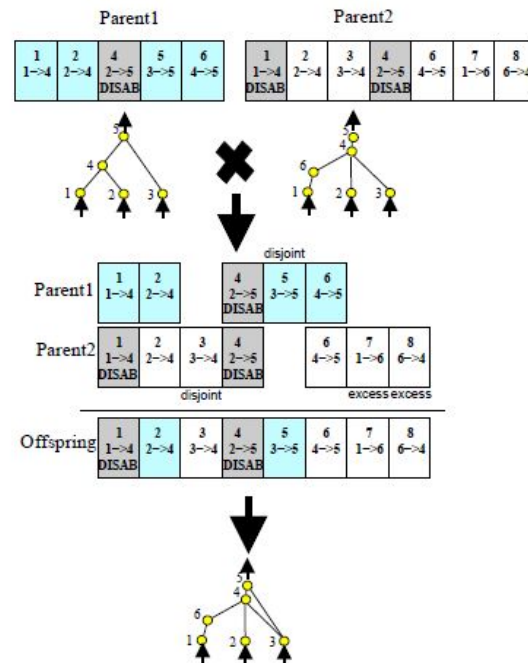 Parent1 Parent2
1 2 4 5 6 1 2 3 4 6 7 8
1->4 2->4 2->5 3->5 4->5 1->4 2->4 3->4 2->5 4->5 1->6 6->4
DISAB DISAB DISAB
5
4
1 2 3
5
4
6
1 2 3
disjoint
Parent1 1 2 4 5 6
1->4 2->4 2->5 3->5 4->5
DISAB
Parent2 1 2 3 4 6 7 8
1->4 2->4 3->4 2->5 4->5 1->6 6->4
DISAB DISAB
disjoint excess excess
Offspring 1 2 3 4 5 6 7 8
1->4 2->4 3->4 2->5 3->5 4->5 1->6 6->4
DISAB DISAB
5
4
6
1 2 3